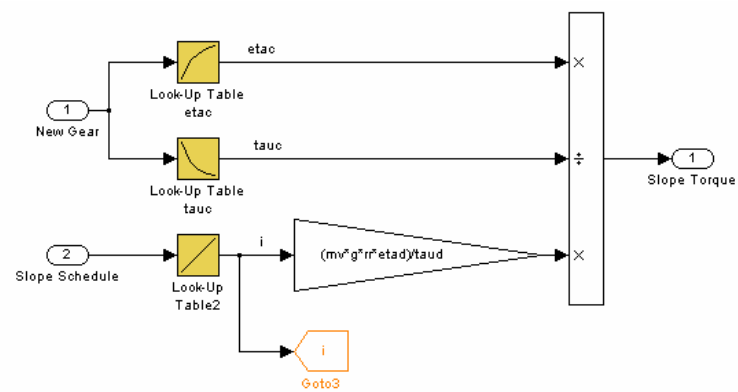 etac
×
Look-Up Table
etac
1
New Gear
tauc
÷
Look-Up Table
tauc
1
Slope Torque
2
Slope Schedule
i
(mv*g*rr*etad)/taud
×
Look-Up
Table2
i
Goto3